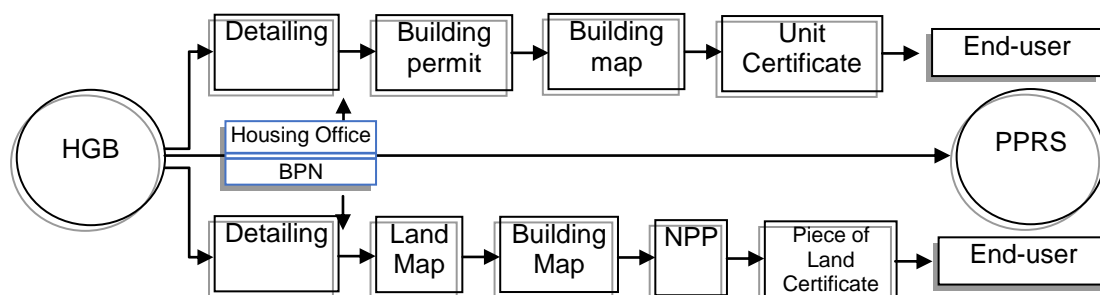 Detailing
Building
permit
Building
map
Unit
Certificate
End-user
HGB
Housing Office
BPN
PPRS
Detailing
Land
Map
Building
Map
NPP
Piece of
Land
Certificate
End-user